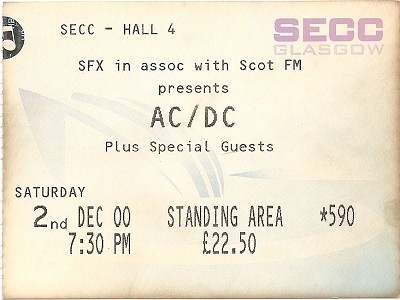 SECC - HALL 4
SECC
GLASGOW
SFX in assoc with Scot FM
presents
AC/DC
Plus Special Guests
SATURDAY
2nd DEC 00 STANDING AREA *590
7:30 PM £22.50